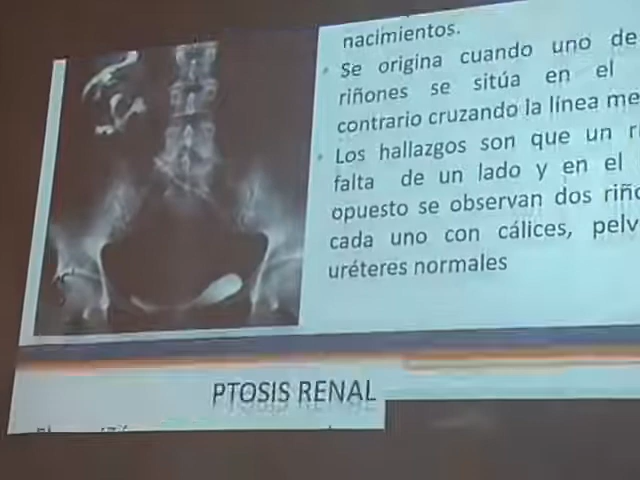 nacimientos.
Se origina cuando uno de
riñones se sitúa en el
contrario cruzando la línea me
Los hallazgos son que un r
falta de un lado y en el
opuesto se observan dos riño
cada uno con cálices, pelv
uréteres normales
PTOSIS RENAL